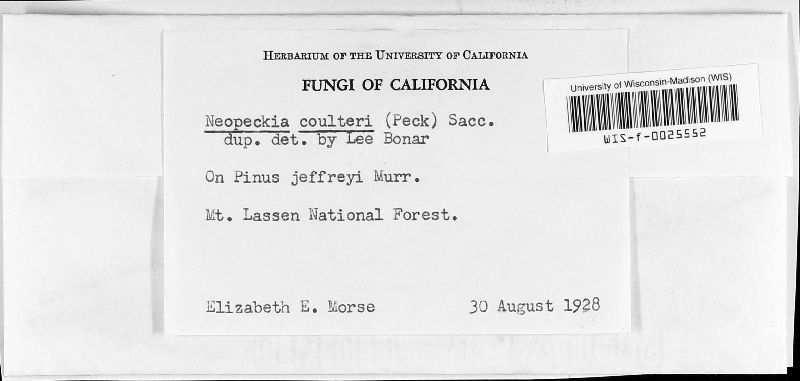 HERBARIUM OF THE UNIVERSITY OF CALIFORNIA
FUNGI OF CALIFORNIA
Neopeckia coulteri (Peck) Sacc.
dup. det. by Lee Bonar
On Pinus jeffreyi Murr.
Mt. Lassen National Forest.
Elizabeth E. Morse 30 August 1928
University of Wisconsin-Madison (WIS)
WIS-f-0025552